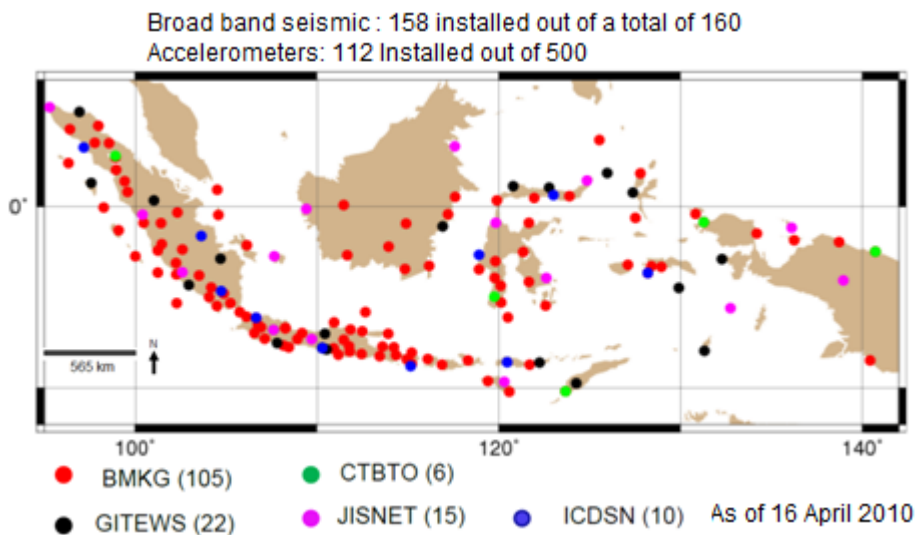 Broad band seismic : 158 installed out of a total of 160
Accelerometers: 112 Installed out of 500
0°
N
565 km
100° 120° 140°
BMKG (105) CTBTO (6)
GITEWS (22) JISNET (15) ICDSN (10) As of 16 April 2010